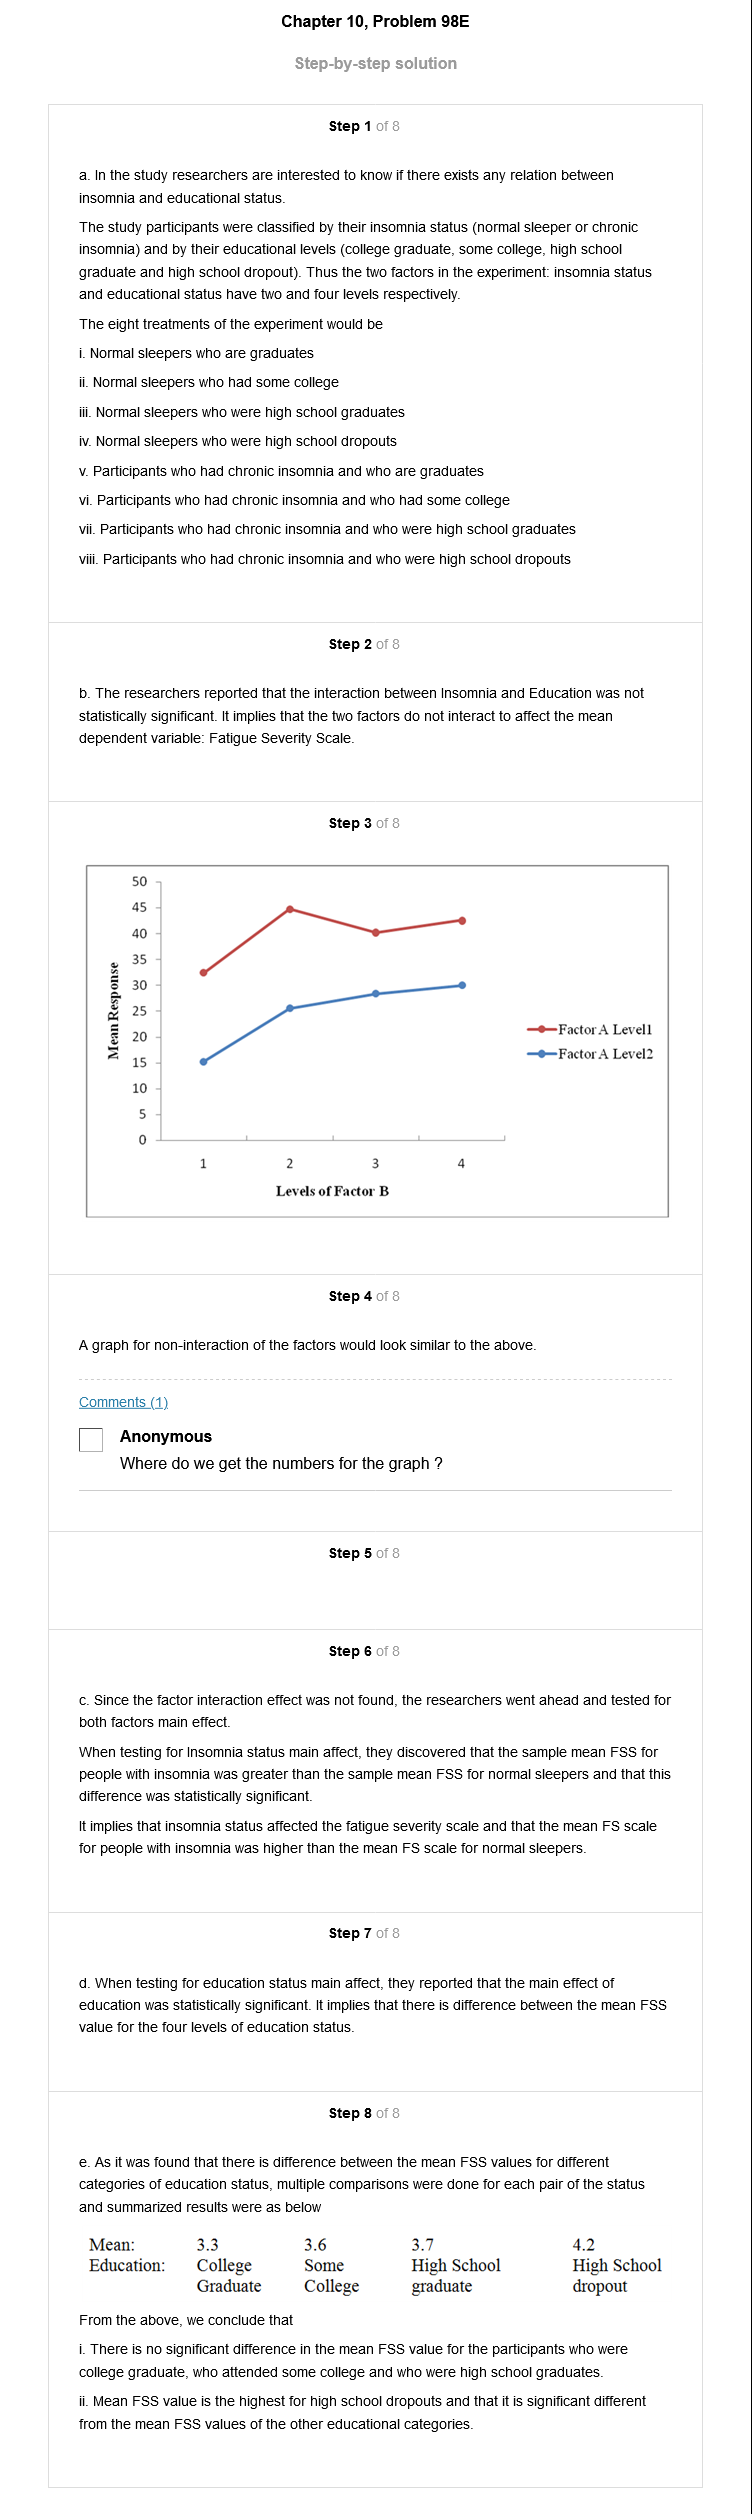 Chapter 10, Problem 98E
Step-by-step solution
Step 1 of 8
a. In the study researchers are interested to know if there exists any relation between
insomnia and educational status.
The study participants were classified by their insomnia status (normal sleeper or chronic
insomnia) and by their educational levels (college graduate, some college, high school
graduate and high school dropout). Thus the two factors in the experiment: insomnia status
and educational status have two and four levels respectively.
The eight treatments of the experiment would be
i. Normal sleepers who are graduates
ii. Normal sleepers who had some college
iii. Normal sleepers who were high school graduates
iv. Normal sleepers who were high school dropouts
v. Participants who had chronic insomnia and who are graduates
vi. Participants who had chronic insomnia and who had some college
vii. Participants who had chronic insomnia and who were high school graduates
viii. Participants who had chronic insomnia and who were high school dropouts
Step 2 of 8
b. The researchers reported that the interaction between Insomnia and Education was not
statistically significant. It implies that the two factors do not interact to affect the mean
dependent variable: Fatigue Severity Scale.
Step 3 of 8
50
45
40
35
30
25
20
15
10
5
0
Mean Response
1 2 3 4
Levels of Factor B
Factor A Level1
Factor A Level2
Step 4 of 8
A graph for non-interaction of the factors would look similar to the above.
Comments (1)
Anonymous
Where do we get the numbers for the graph ?
Step 5 of 8
Step 6 of 8
c. Since the factor interaction effect was not found, the researchers went ahead and tested for
both factors main effect.
When testing for Insomnia status main affect, they discovered that the sample mean FSS for
people with insomnia was greater than the sample mean FSS for normal sleepers and that this
difference was statistically significant.
It implies that insomnia status affected the fatigue severity scale and that the mean FS scale
for people with insomnia was higher than the mean FS scale for normal sleepers.
Step 7 of 8
d. When testing for education status main affect, they reported that the main effect of
education was statistically significant. It implies that there is difference between the mean FSS
value for the four levels of education status.
Step 8 of 8
e. As it was found that there is difference between the mean FSS values for different
categories of education status, multiple comparisons were done for each pair of the status
and summarized results were as below
Mean: 3.3 3.6 3.7 4.2
Education: College Some High School High School
Graduate College graduate dropout
From the above, we conclude that
i. There is no significant difference in the mean FSS value for the participants who were
college graduate, who attended some college and who were high school graduates.
ii. Mean FSS value is the highest for high school dropouts and that it is significant different
from the mean FSS values of the other educational categories.